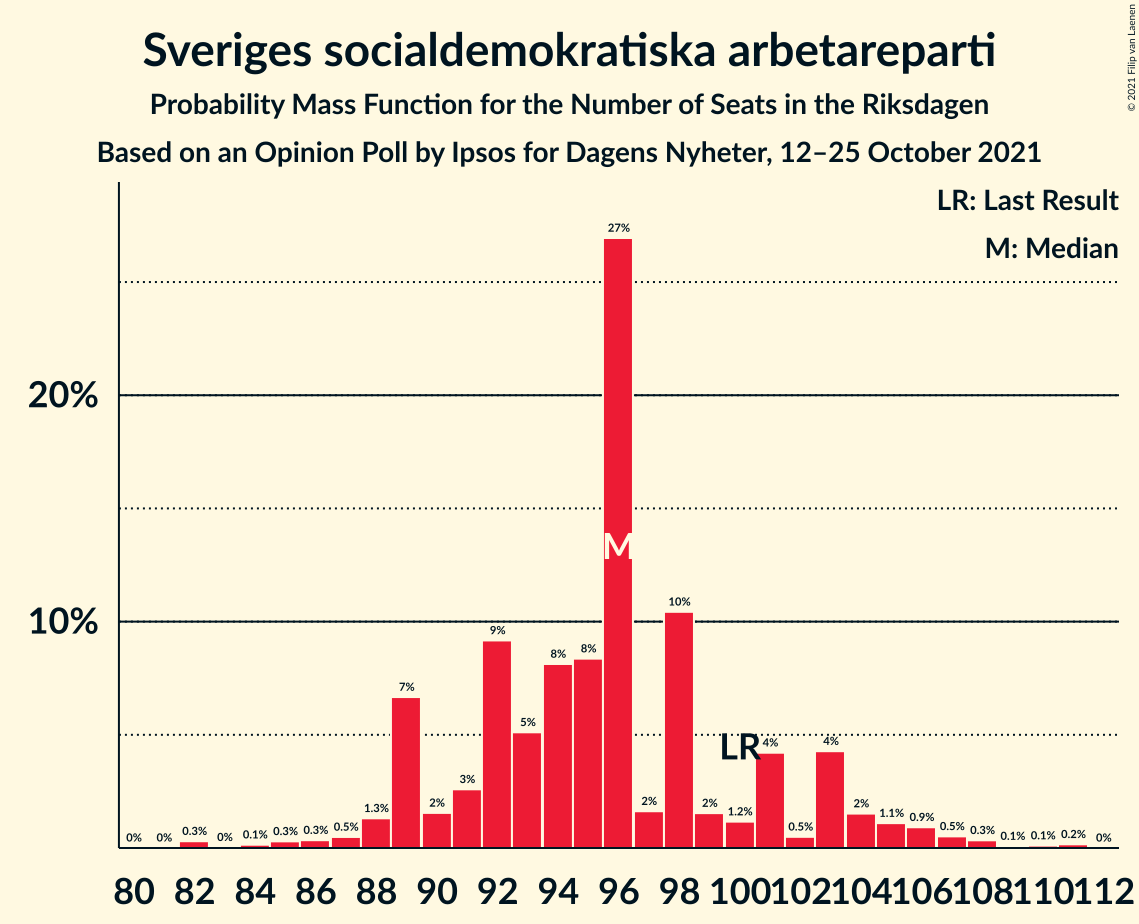 Sveriges socialdemokratiska arbetareparti
Probability Mass Function for the Number of Seats in the Riksdagen
Based on an Opinion Poll by Ipsos for Dagens Nyheter, 12–25 October 2021
© 2021 Filip van Laenen
LR: Last Result
M: Median
20%
10%
0% 0% 0.3% 0% 0.1% 0.3% 0.3% 0.5% 1.3% 7% 2% 3% 9% 5% 8% 8% 27% 2% 10% 2% 1.2% 4% 0.5% 4% 2% 1.1% 0.9% 0.5% 0.3% 0.1% 0.1% 0.2% 0%
M
LR
80 82 84 86 88 90 92 94 96 98 100 102 104 106 108 110 112